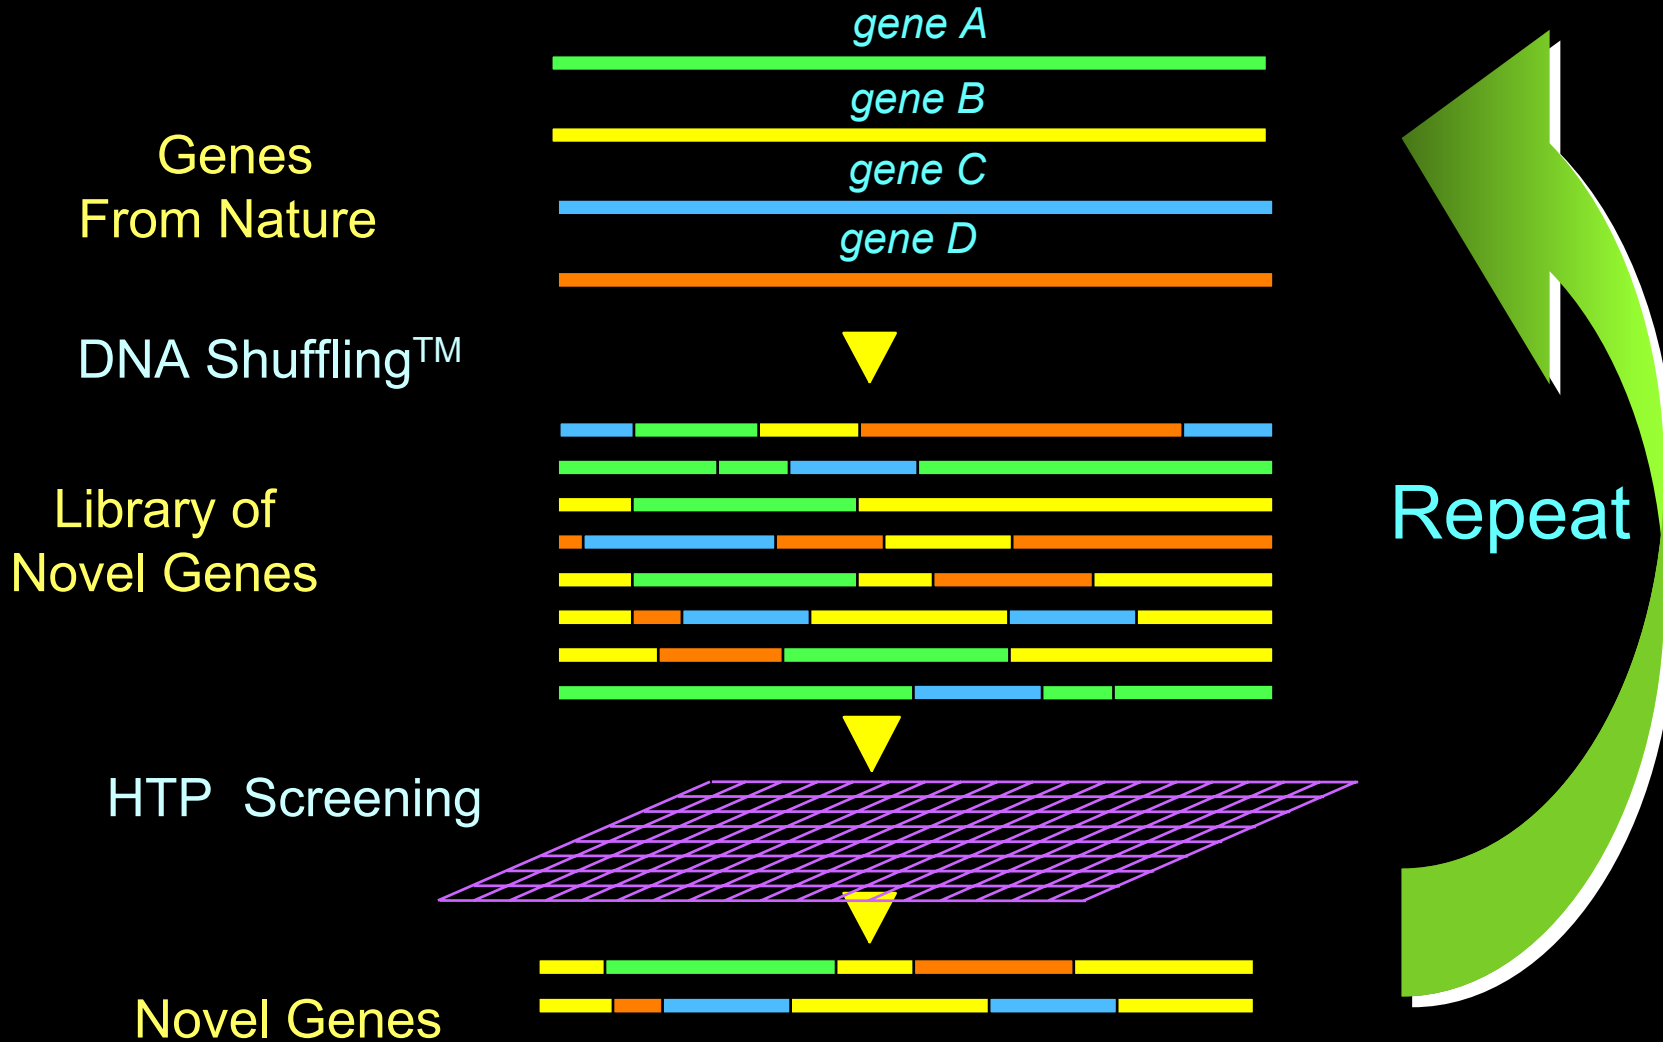 gene A
gene B
Genes
From Nature
gene C
gene D
DNA Shuffling™
Library of
Novel Genes
Repeat
HTP Screening
Novel Genes